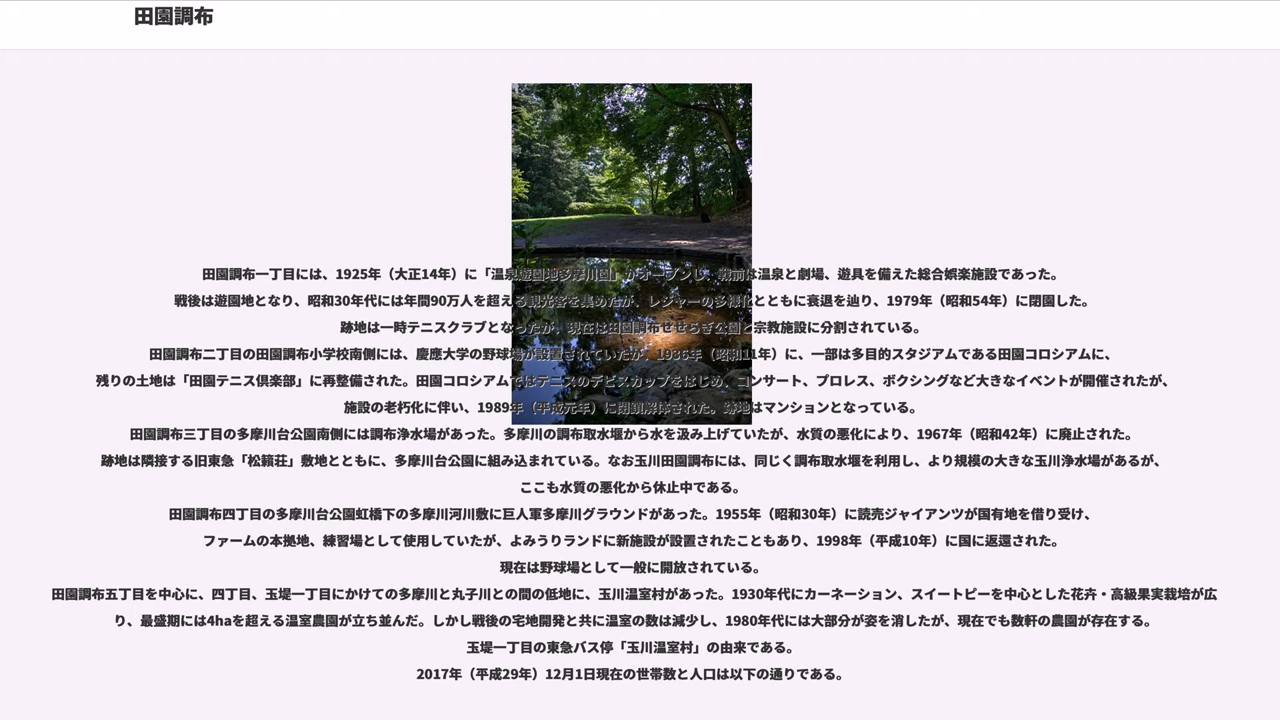 田園調布
田園調布一丁目には、1925年（大正14年）に「温泉遊園地多摩川園」がオープンし、戦前は温泉と劇場、遊具を備えた総合娯楽施設であった。
戦後は遊園地となり、昭和30年代には年間90万人を超える観光客を集めたが、レジャーの多様化とともに衰退を辿り、1979年（昭和54年）に閉園した。
跡地は一時テニスクラブとなったが、現在は田園調布せせらぎ公園と宗教施設に分割されている。
田園調布二丁目の田園調布小学校南側には、慶應大学の野球場が設置されていたが、1936年（昭和11年）に、一部は多目的スタジアムである田園コロシアムに、
残りの土地は「田園テニス倶楽部」に再整備された。田園コロシアムではテニスのデビスカップをはじめ、コンサート、プロレス、ボクシングなど大きなイベントが開催されたが、
施設の老朽化に伴い、1989年（平成元年）に閉鎖解体された。跡地はマンションとなっている。
田園調布三丁目の多摩川台公園南側には調布浄水場があった。多摩川の調布取水堰から水を汲み上げていたが、水質の悪化により、1967年（昭和42年）に廃止された。
跡地は隣接する旧東急「松籟荘」敷地とともに、多摩川台公園に組み込まれている。なお玉川田園調布には、同じく調布取水堰を利用し、より規模の大きな玉川浄水場があるが、
ここも水質の悪化から休止中である。
田園調布四丁目の多摩川台公園虹橋下の多摩川河川敷に巨人軍多摩川グラウンドがあった。1955年（昭和30年）に読売ジャイアンツが国有地を借り受け、
ファームの本拠地、練習場として使用していたが、よみうりランドに新施設が設置されたこともあり、1998年（平成10年）に国に返還された。
現在は野球場として一般に開放されている。
田園調布五丁目を中心に、四丁目、玉堤一丁目にかけての多摩川と丸子川との間の低地に、玉川温室村があった。1930年代にカーネーション、スイートピーを中心とした花卉・高級果実栽培が広
り、最盛期には4haを超える温室農園が立ち並んだ。しかし戦後の宅地開発と共に温室の数は減少し、1980年代には大部分が姿を消したが、現在でも数軒の農園が存在する。
玉堤一丁目の東急バス停「玉川温室村」の由来である。
2017年（平成29年）12月1日現在の世帯数と人口は以下の通りである。